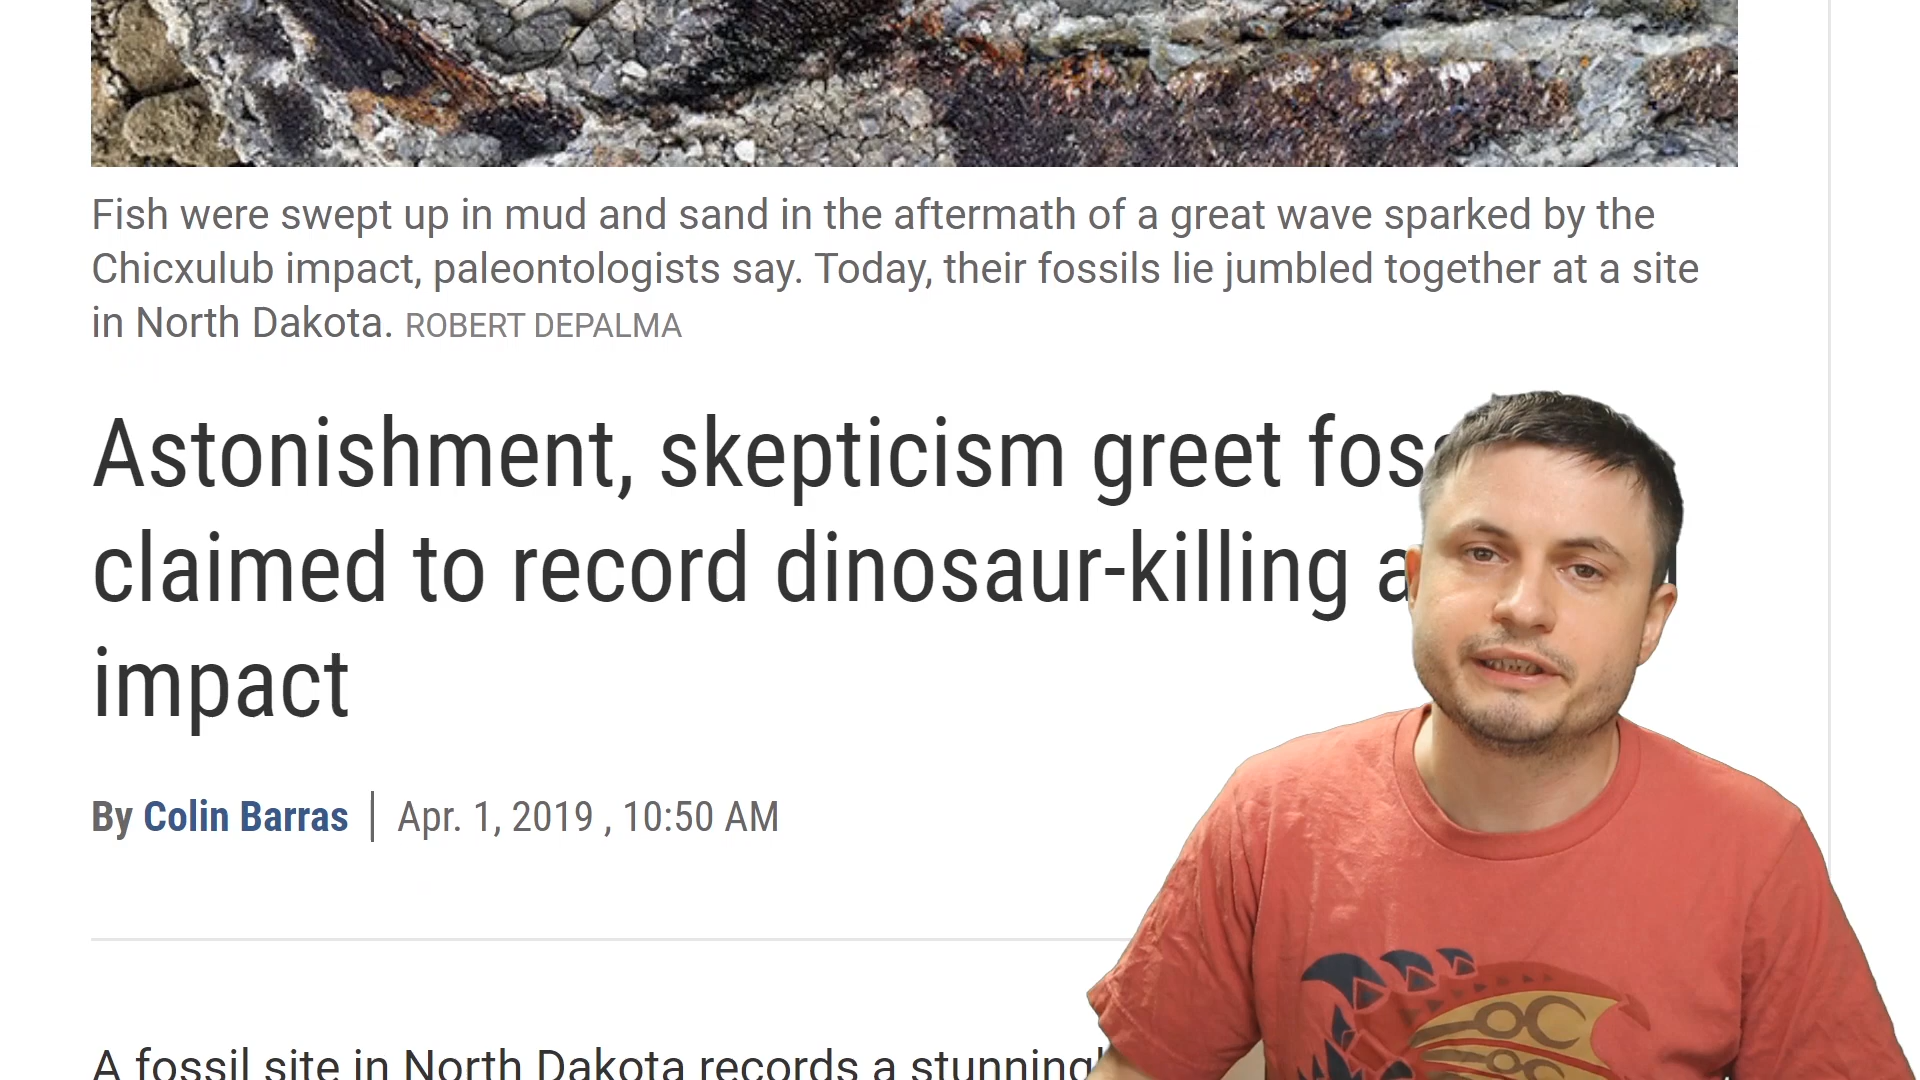 Fish were swept up in mud and sand in the aftermath of a great wave sparked by the
Chicxulub impact, paleontologists say. Today, their fossils lie jumbled together at a site
in North Dakota. ROBERT DEPALMA
Astonishment, skepticism greet
claimed to record dinosaur-killing
impact
By Colin Barras | Apr. 1, 2019 , 10:50 AM
A fossil site in North Dakota records a